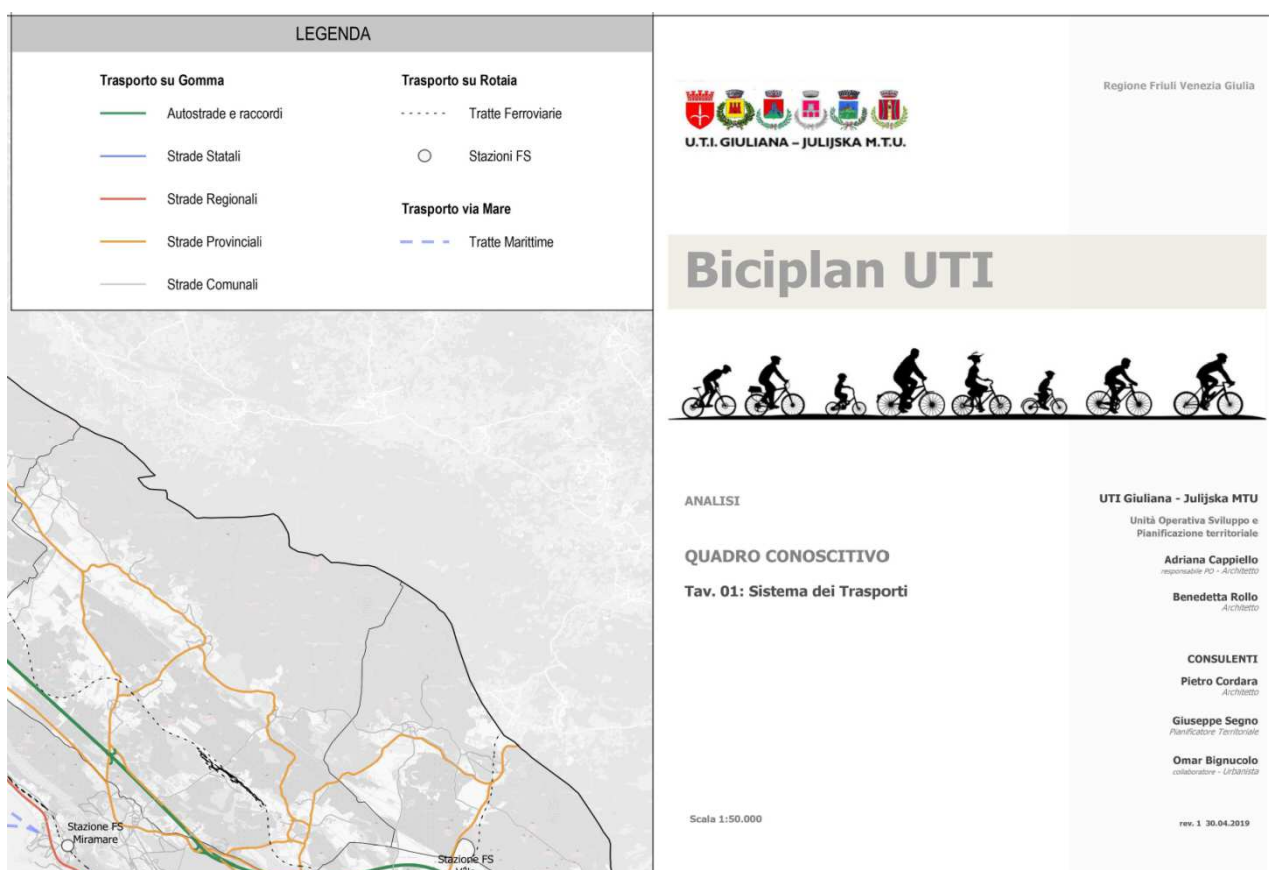 LEGENDA
Trasporto su Gomma
Autostrade e raccordi
Strade Statali
Strade Regionali
Strade Provinciali
Strade Comunali
Trasporto su Rotaia
Tratte Ferroviarie
Stazioni FS
Trasporto via Mare
Tratte Marittime
Stazione FS
Miramare
Stazione FS
Regione Friuli Venezia Giulia
U.T.I. GIULIANA – JULIJSKA M.T.U.
Biciplan UTI
ANALISI
QUADRO CONOSCITIVO
Tav. 01: Sistema dei Trasporti
Scala 1:50.000
UTI Giuliana - Julijska MTU
Unità Operativa Sviluppo e
Pianificazione territoriale
Adriana Cappiello
responsabile PO - Architetto
Benedetta Rollo
Architetto
CONSULENTI
Pietro Cordara
Architetto
Giuseppe Segno
Pianificatore Territoriale
Omar Bignucolo
collaboratore - Urbanista
rev. 1 30.04.2019